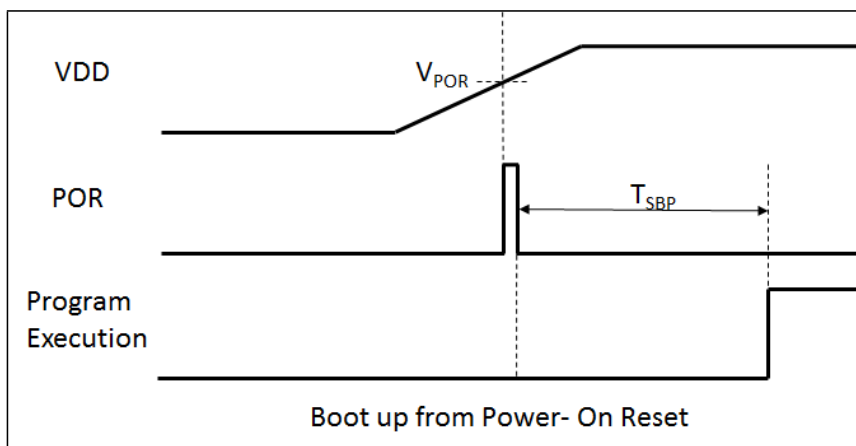 VDD
VPOR
POR
TSBP
Program
Execution
Boot up from Power- On Reset